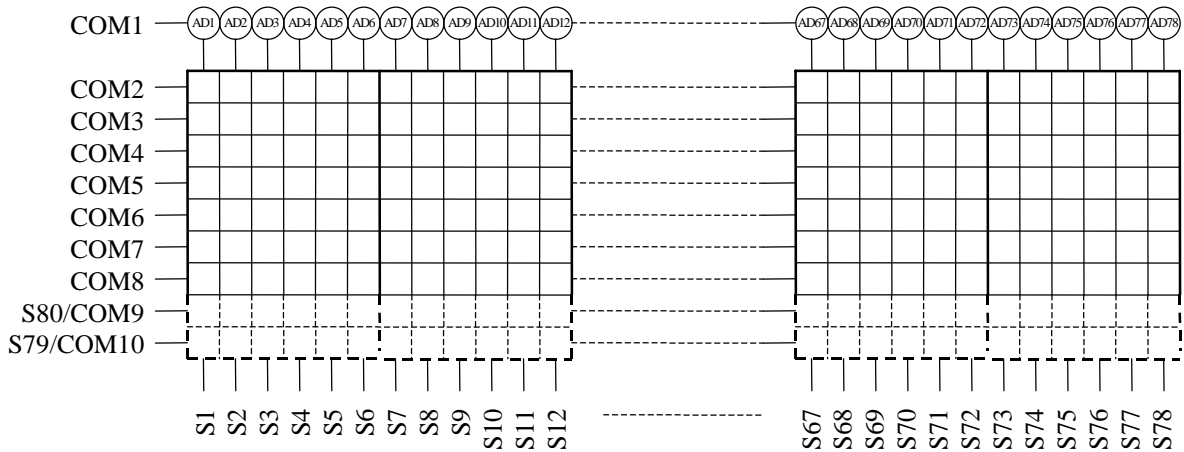 COM1 AD1 AD2 AD3 AD4 AD5 AD6 AD7 AD8 AD9 AD10 AD11 AD12 AD67 AD68 AD69 AD70 AD71 AD72 AD73 AD74 AD75 AD76 AD77 AD78
COM2
COM3
COM4
COM5
COM6
COM7
COM8
S80/COM9
S79/COM10
S1 S2 S3 S4 S5 S6 S7 S8 S9 S10 S11 S12 S67 S68 S69 S70 S71 S72 S73 S74 S75 S76 S77 S78